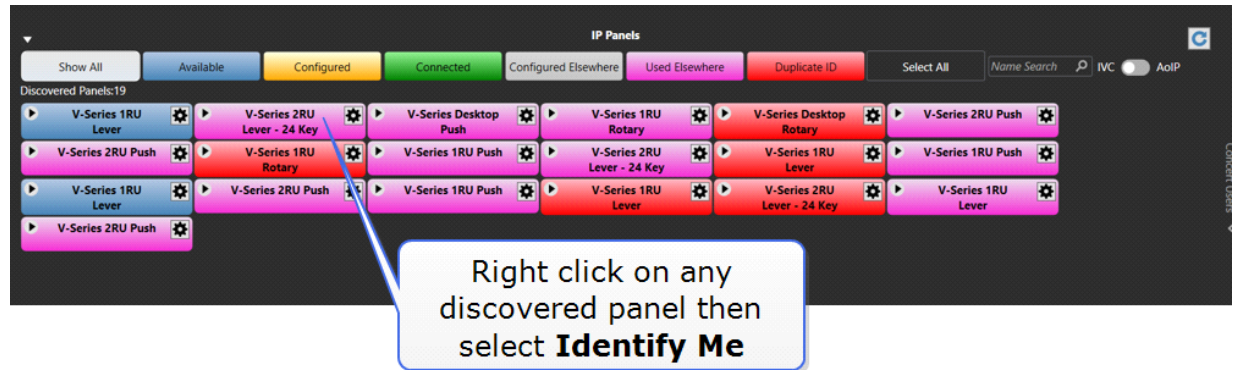 IP Panels
Show All Available Configured Connected Configured Elsewhere Used Elsewhere Duplicate ID Select All Name Search IVC AoIP
Discovered Panels:19
V-Series 1RU
Lever
V-Series 2RU
Lever - 24 Key
V-Series Desktop
Push
V-Series 1RU
Rotary
V-Series Desktop
Rotary
V-Series 2RU Push
V-Series 2RU Push
V-Series 1RU
Rotary
V-Series 1RU Push
V-Series 2RU
Lever - 24 Key
V-Series 1RU
Lever
V-Series 1RU Push
V-Series 1RU
Lever
V-Series 2RU Push
V-Series 1RU Push
V-Series 1RU
Lever
V-Series 2RU
Lever - 24 Key
V-Series 1RU
Lever
V-Series 2RU Push
Concert Users
Right click on any
discovered panel then
select Identify Me